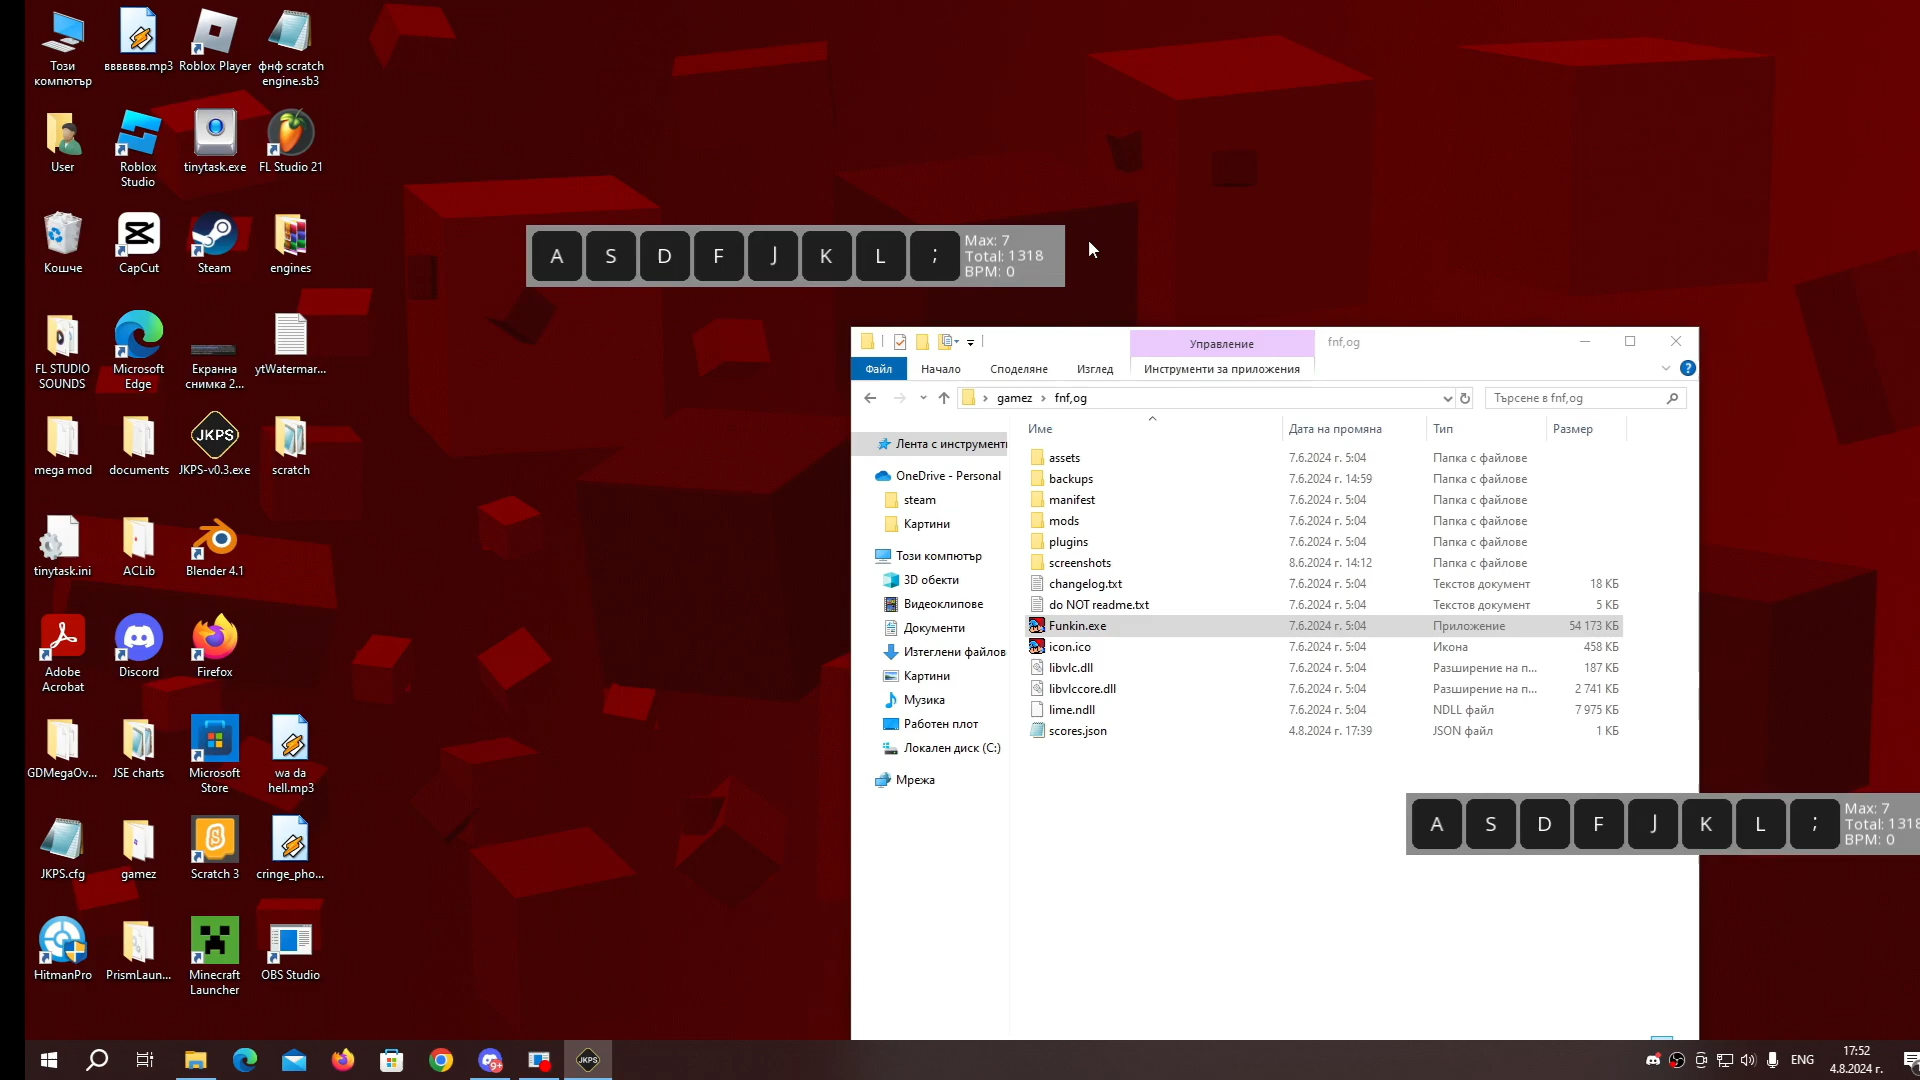 Този
компютър
ввввввв.mp3
Roblox Player
фнф scratch
engine.sb3
User
Roblox
Studio
tinytask.exe
FL Studio 21
Кошче
CapCut
Steam
engines
FL STUDIO
SOUNDS
Microsoft
Edge
Екранна
снимка 2...
ytWatermar...
mega mod
documents
JKPS
JKPS-v0.3.exe
scratch
tinytask.ini
ACLib
Blender 4.1
Adobe
Acrobat
Discord
Firefox
GDMegaOv...
JSE charts
Microsoft
Store
wa da
hell.mp3
JKPS.cfg
gamez
Scratch 3
cringe_pho...
HitmanPro
PrismLaun...
Minecraft
Launcher
OBS Studio
A S D F J K L ;
Max: 7
Total: 1318
BPM: 0
Управление
fnf,og
Файл Начало Споделяне Изглед Инструменти за приложения
gamez › fnf,og
Търсене в fnf,og
Име Дата на промяна Тип Размер
Лента с инструменти
OneDrive - Personal
steam
Картини
Този компютър
3D обекти
Видеоклипове
Документи
Изтеглени файлов
Картини
Музика
Работен плот
Локален диск (C:)
Мрежа
assets 7.6.2024 г. 5:04 Папка с файлове
backups 7.6.2024 г. 14:59 Папка с файлове
manifest 7.6.2024 г. 5:04 Папка с файлове
mods 7.6.2024 г. 5:04 Папка с файлове
plugins 7.6.2024 г. 5:04 Папка с файлове
screenshots 8.6.2024 г. 14:12 Папка с файлове
changelog.txt 7.6.2024 г. 5:04 Текстов документ 18 КБ
do NOT readme.txt 7.6.2024 г. 5:04 Текстов документ 5 КБ
Funkin.exe 7.6.2024 г. 5:04 Приложение 54 173 КБ
icon.ico 7.6.2024 г. 5:04 Икона 458 КБ
libvlc.dll 7.6.2024 г. 5:04 Разширение на п... 187 КБ
libvlccore.dll 7.6.2024 г. 5:04 Разширение на п... 2 741 КБ
lime.ndll 7.6.2024 г. 5:04 NDLL файл 7 975 КБ
scores.json 4.8.2024 г. 17:39 JSON файл 1 КБ
A S D F J K L ;
Max: 7
Total: 1318
BPM: 0
9+
JKPS
ENG
17:52
4.8.2024 г.